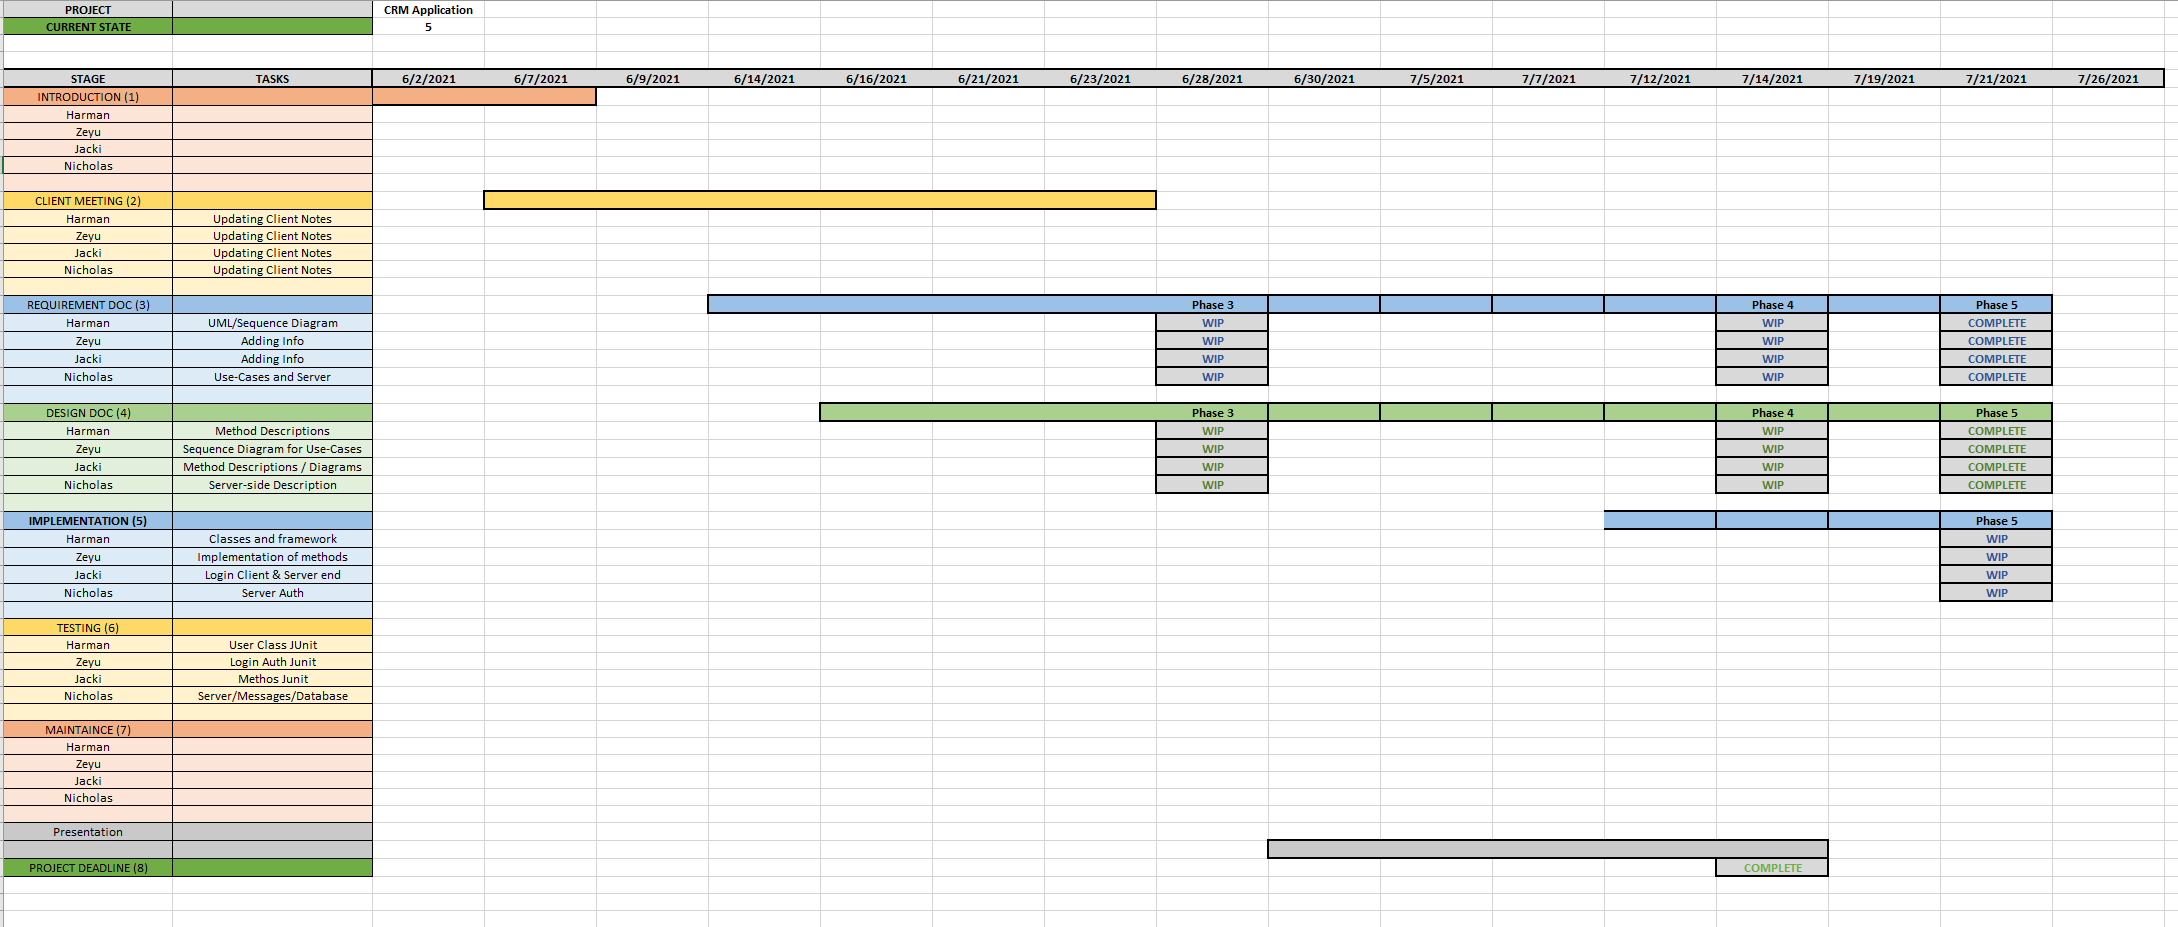 PROJECT CRM Application
CURRENT STATE 5
STAGE TASKS 6/2/2021 6/7/2021 6/9/2021 6/14/2021 6/16/2021 6/21/2021 6/23/2021 6/28/2021 6/30/2021 7/5/2021 7/7/2021 7/12/2021 7/14/2021 7/19/2021 7/21/2021 7/26/2021
INTRODUCTION (1)
Harman
Zeyu
Jacki
Nicholas
CLIENT MEETING (2)
Harman Updating Client Notes
Zeyu Updating Client Notes
Jacki Updating Client Notes
Nicholas Updating Client Notes
REQUIREMENT DOC (3) Phase 3 Phase 4 Phase 5
Harman UML/Sequence Diagram WIP WIP COMPLETE
Zeyu Adding Info WIP WIP COMPLETE
Jacki Adding Info WIP WIP COMPLETE
Nicholas Use-Cases and Server WIP WIP COMPLETE
DESIGN DOC (4) Phase 3 Phase 4 Phase 5
Harman Method Descriptions WIP WIP COMPLETE
Zeyu Sequence Diagram for Use-Cases WIP WIP COMPLETE
Jacki Method Descriptions / Diagrams WIP WIP COMPLETE
Nicholas Server-side Description WIP WIP COMPLETE
IMPLEMENTATION (5) Phase 5
Harman Classes and framework WIP
Zeyu Implementation of methods WIP
Jacki Login Client & Server end WIP
Nicholas Server Auth WIP
TESTING (6)
Harman User Class JUnit
Zeyu Login Auth Junit
Jacki Methos Junit
Nicholas Server/Messages/Database
MAINTAINCE (7)
Harman
Zeyu
Jacki
Nicholas
Presentation
PROJECT DEADLINE (8) COMPLETE